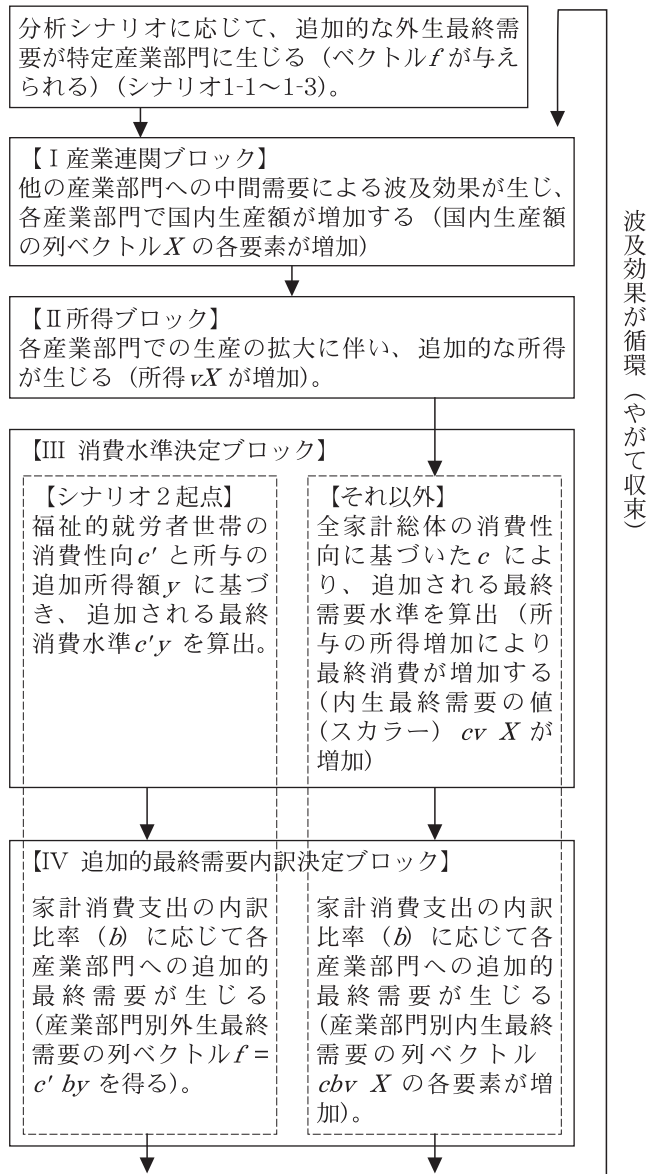 分析シナリオに応じて、追加的な外生最終需
要が特定産業部門に生じる（ベクトルfが与え
られる）（シナリオ1-1～1-3）。
【Ⅰ産業連関ブロック】
他の産業部門への中間需要による波及効果が生じ、
各産業部門で国内生産額が増加する（国内生産額
の列ベクトルXの各要素が増加）
【Ⅱ所得ブロック】
各産業部門での生産の拡大に伴い、追加的な所得
が生じる（所得vXが増加）。
【III 消費水準決定ブロック】
【シナリオ２起点】
福祉的就労者世帯の
消費性向c′と所与の
追加所得額yに基づ
き、追加される最終
消費水準c′yを算出。
【それ以外】
全家計総体の消費性
向に基づいたcによ
り、追加される最終
需要水準を算出（所
与の所得増加により
最終消費が増加する
（内生最終需要の値
（スカラー）cv Xが
増加）
【IV 追加的最終需要内訳決定ブロック】
家計消費支出の内訳
比率（b）に応じて各
産業部門への追加的
最終需要が生じる
（産業部門別外生最終
需要の列ベクトルf =
c′ byを得る）。
家計消費支出の内訳
比率（b）に応じて各
産業部門への追加的
最終需要が生じる
（産業部門別内生最終
需要の列ベクトル
cbv Xの各要素が増
加）。
波及効果が循環（やがて収束）